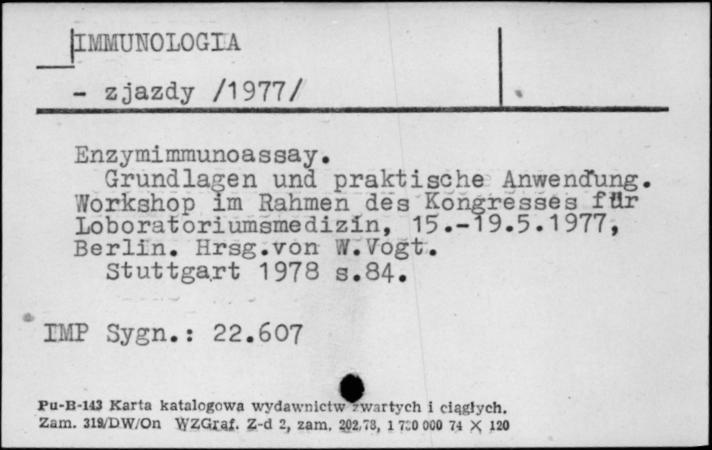 IMMUNOLOGIA
- zjazdy /1977/
Enzymimmunoassay.
Grundlagen und praktische Anwendung.
Workshop im Rahmen des Kongresses für
Loboratoriumsmedizin, 15.-19.5.1977,
Berlin. Hrsg.von W.Vogt.
Stuttgart 1978 s.84.
IMP Sygn.: 22.607
Pu-B-143 Karta katalogowa wydawnictw zwartych i ciągłych.
Zam. 319/DW/On WZGraf. Z-d 2, zam. 202/78, 1 730 000 74 X 120